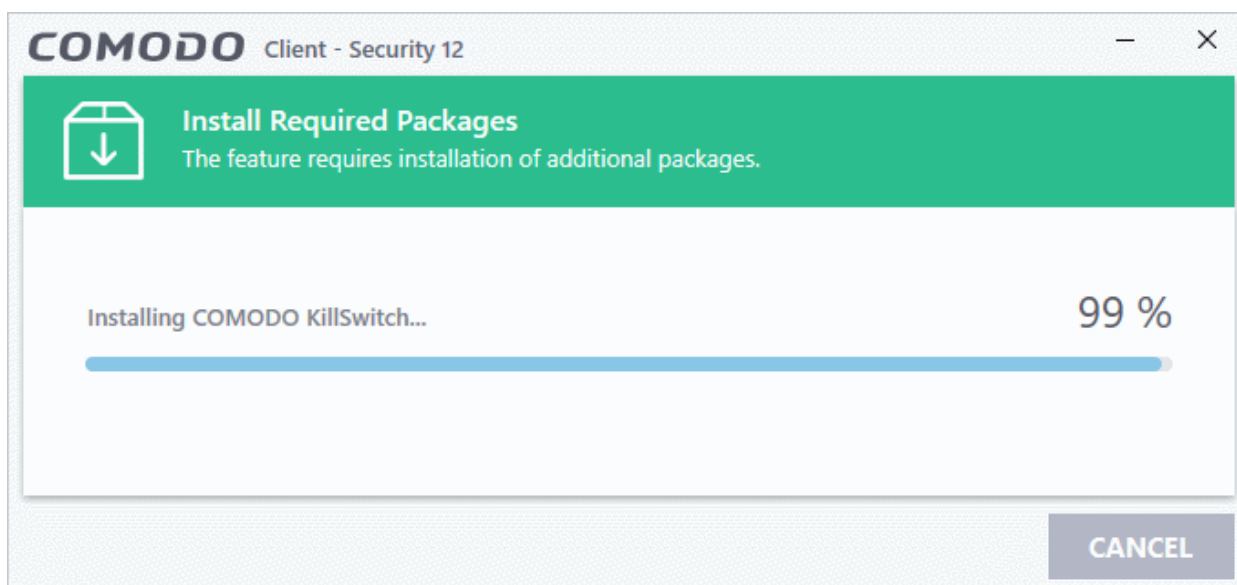 COMODO Client - Security 12
Install Required Packages
The feature requires installation of additional packages.
Installing COMODO KillSwitch... 99 %
CANCEL